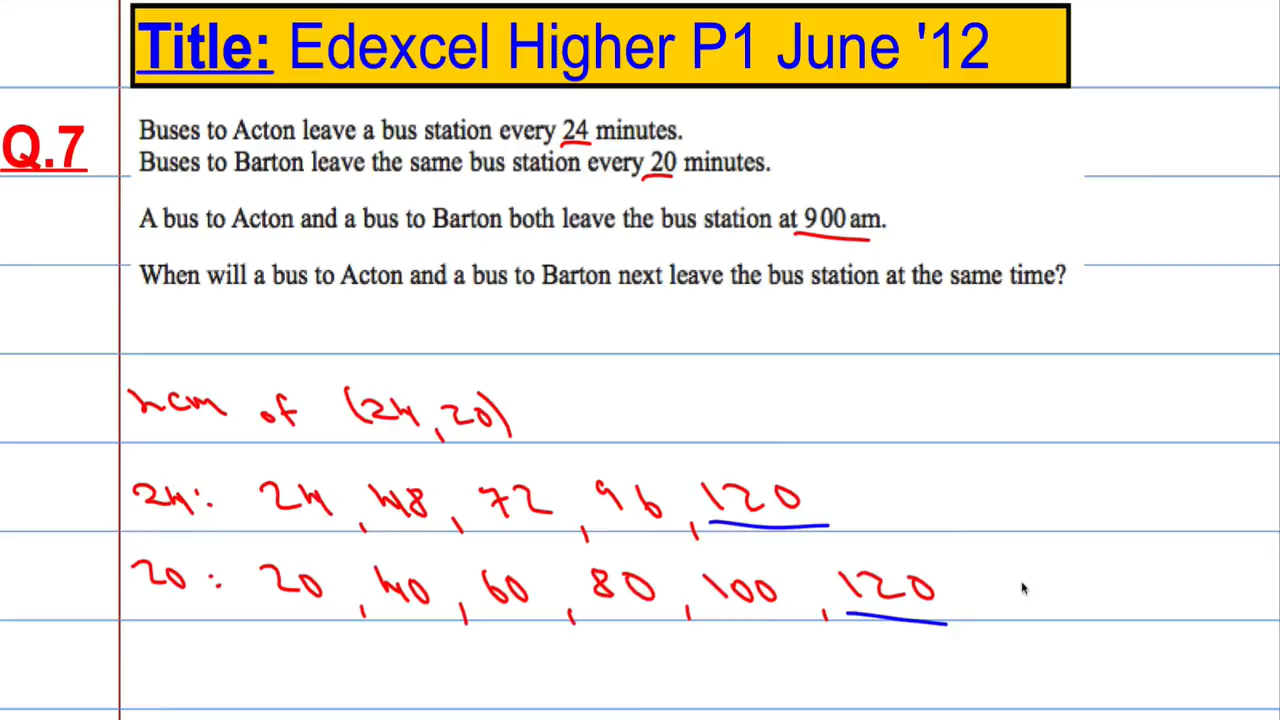 Title: Edexcel Higher P1 June '12
Q.7
Buses to Acton leave a bus station every 24 minutes.
Buses to Barton leave the same bus station every 20 minutes.
A bus to Acton and a bus to Barton both leave the bus station at 9 00 am.
When will a bus to Acton and a bus to Barton next leave the bus station at the same time?
LCM of (24,20)
24: 24, 48, 72, 96, 120
20: 20, 40, 60, 80, 100, 120